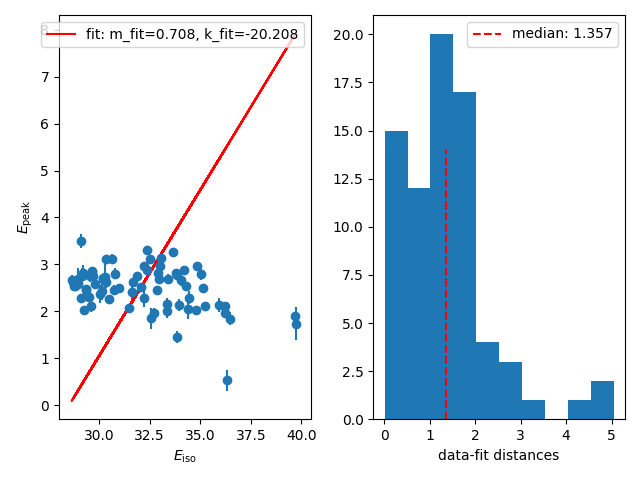 fit: m_fit=0.708, k_fit=-20.208
8
7
6
5
4
3
2
1
0
E_peak
30.0 32.5 35.0 37.5 40.0
E_iso
median: 1.357
20.0
17.5
15.0
12.5
10.0
7.5
5.0
2.5
0.0
0 1 2 3 4 5
data-fit distances